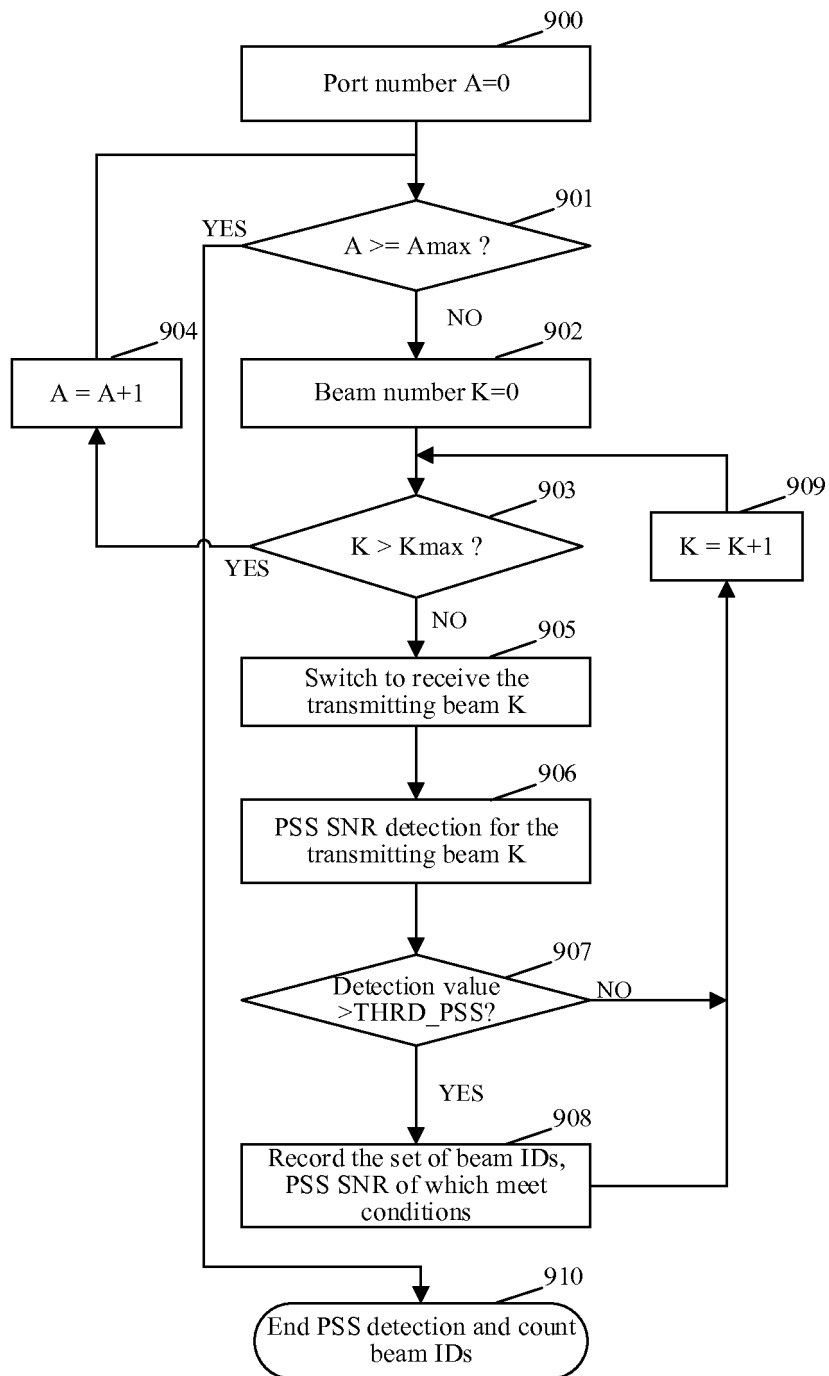 900
Port number A=0
901
YES
A >= Amax ?
NO
904
A = A+1
902
Beam number K=0
903
K > Kmax ?
YES
NO
909
K = K+1
905
Switch to receive the
transmitting beam K
906
PSS SNR detection for the
transmitting beam K
907
Detection value
>THRD_PSS?
NO
YES
908
Record the set of beam IDs,
PSS SNR of which meet
conditions
910
End PSS detection and count
beam IDs